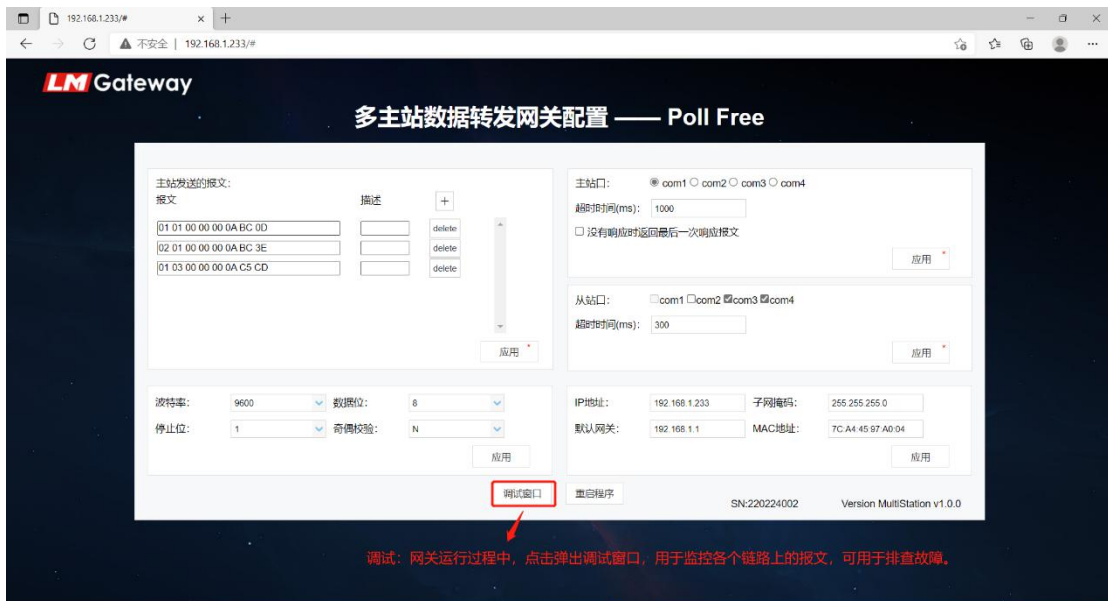 192.168.1.233/#
不安全 | 192.168.1.233/#
LM Gateway
多主站数据转发网关配置 —— Poll Free
主站发送的报文:
报文 描述 +
01 01 00 00 00 0A BC 0D delete
02 01 00 00 00 0A BC 3E delete
01 03 00 00 00 0A C5 CD delete
应用 *
主站口: com1 com2 com3 com4
超时时间(ms): 1000
没有响应时返回最后一次响应报文
应用 *
从站口: com1 com2 com3 com4
超时时间(ms): 300
应用 *
波特率: 9600 数据位: 8
停止位: 1 奇偶校验: N
应用
IP地址: 192.168.1.233 子网掩码: 255.255.255.0
默认网关: 192.168.1.1 MAC地址: 7C:A4:45:97:A0:04
应用
调试窗口 重启程序 SN:220224002 Version MultiStation v1.0.0
调试:网关运行过程中,点击弹出调试窗口,用于监控各个链路上的报文,可用于排查故障。